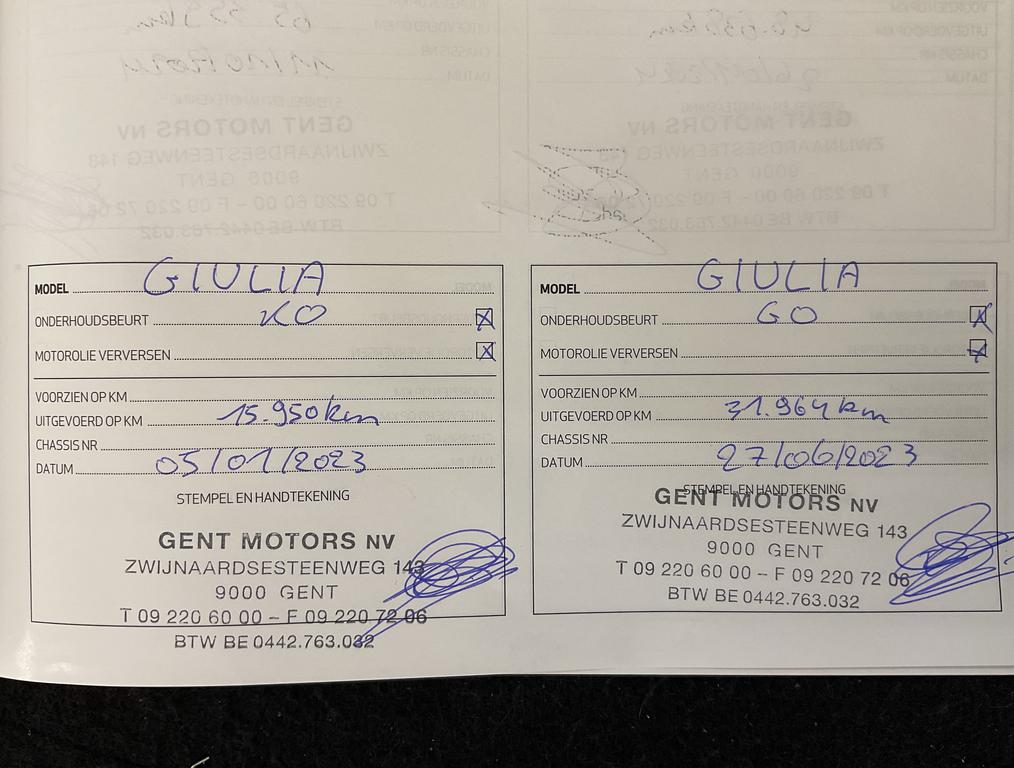 MODEL GIULIA
ONDERHOUDSBEURT KO
MOTOROLIE VERVERSEN
VOORZIEN OP KM
UITGEVOERD OP KM 15.950 km
CHASSIS NR
DATUM 05/01/2023
STEMPEL EN HANDTEKENING
GENT MOTORS NV
ZWIJNAARDSESTEENWEG 143
9000 GENT
T 09 220 60 00 – F 09 220 72 06
BTW BE 0442.763.032
MODEL GIULIA
ONDERHOUDSBEURT GO
MOTOROLIE VERVERSEN
VOORZIEN OP KM
UITGEVOERD OP KM 31.964 km
CHASSIS NR
DATUM 27/06/2023
STEMPEL EN HANDTEKENING
GENT MOTORS NV
ZWIJNAARDSESTEENWEG 143
9000 GENT
T 09 220 60 00 – F 09 220 72 06
BTW BE 0442.763.032